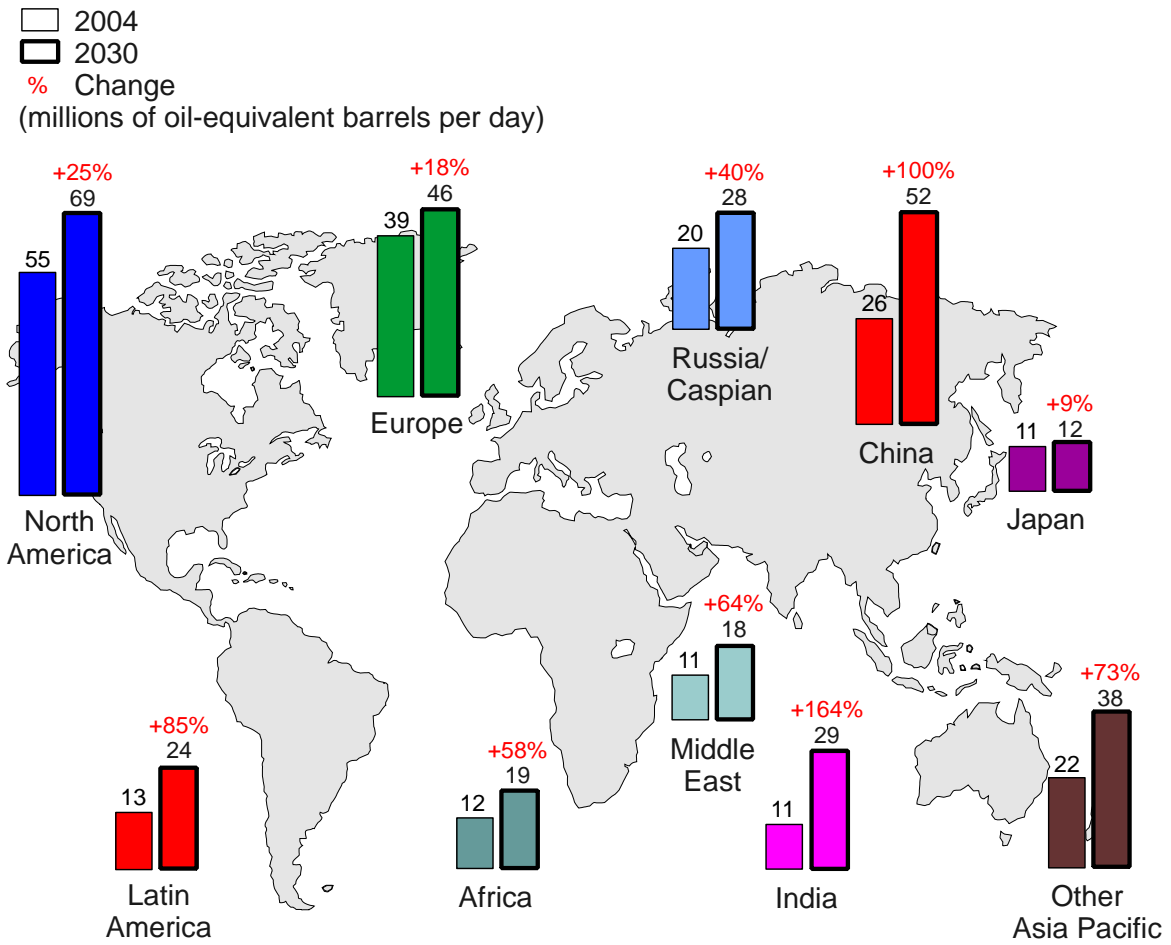 2004
2030
% Change
(millions of oil-equivalent barrels per day)
+25%
69
55
North
America
+18%
46
39
Europe
+40%
28
20
Russia/
Caspian
+100%
52
26
China
+9%
11 12
Japan
+85%
24
13
Latin
America
+58%
19
12
Africa
+64%
18
11
Middle
East
+164%
29
11
India
+73%
38
22
Other
Asia Pacific